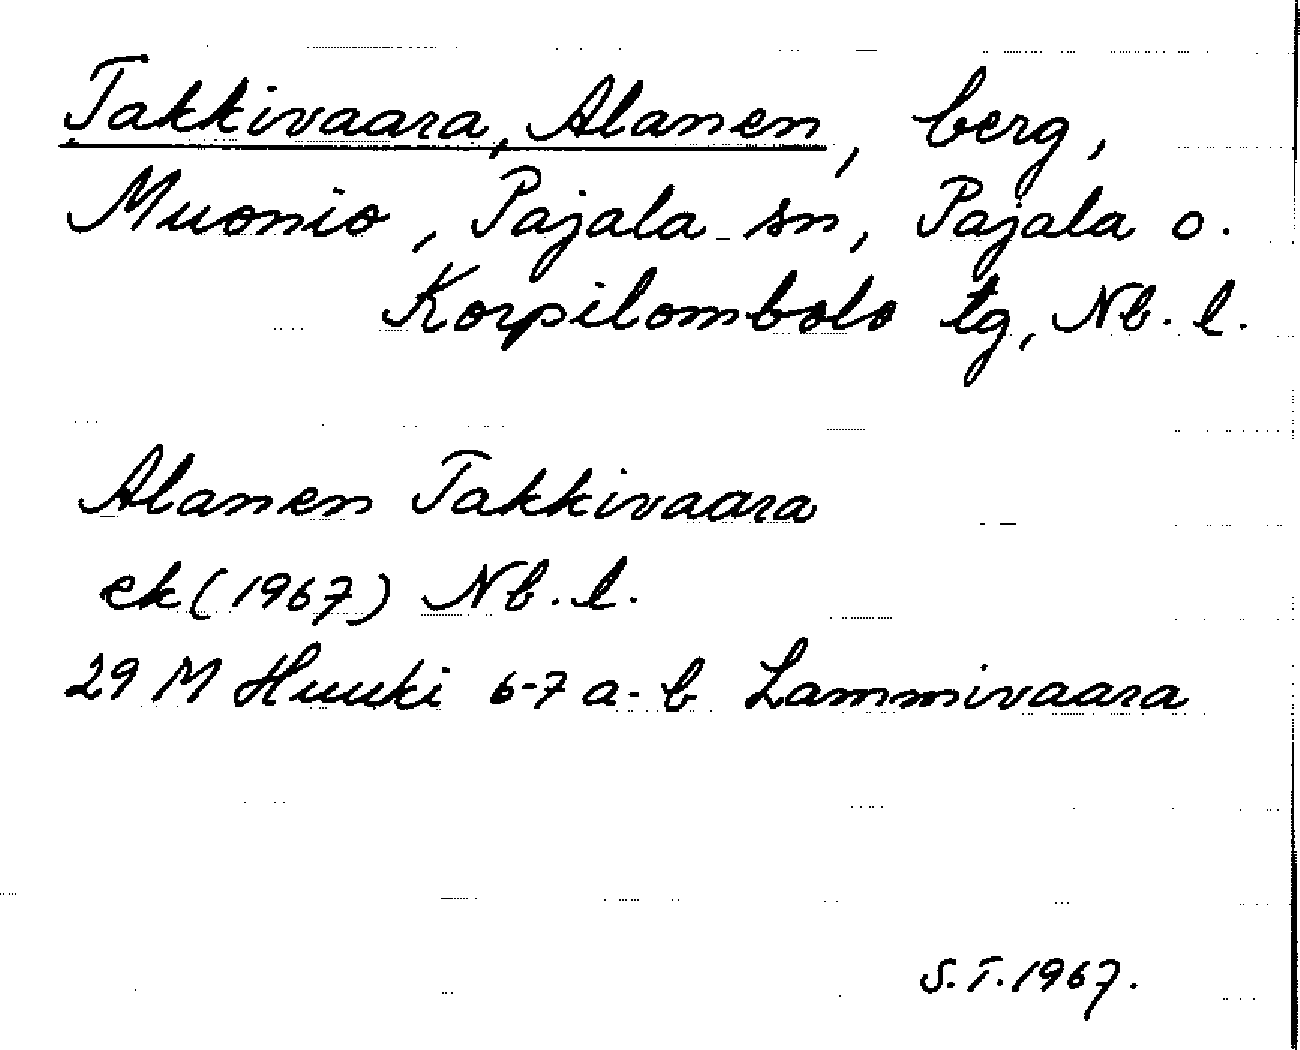 Takkivaara, Alanen, berg,
Muonio, Pajala sn, Pajala o.
Korpilombolo tg, Nb. l.
Alanen Takkivaara
ek (1967) Nb. l.
29 M Huuki 6-7 a-b Lammivaara
S.T. 1967.